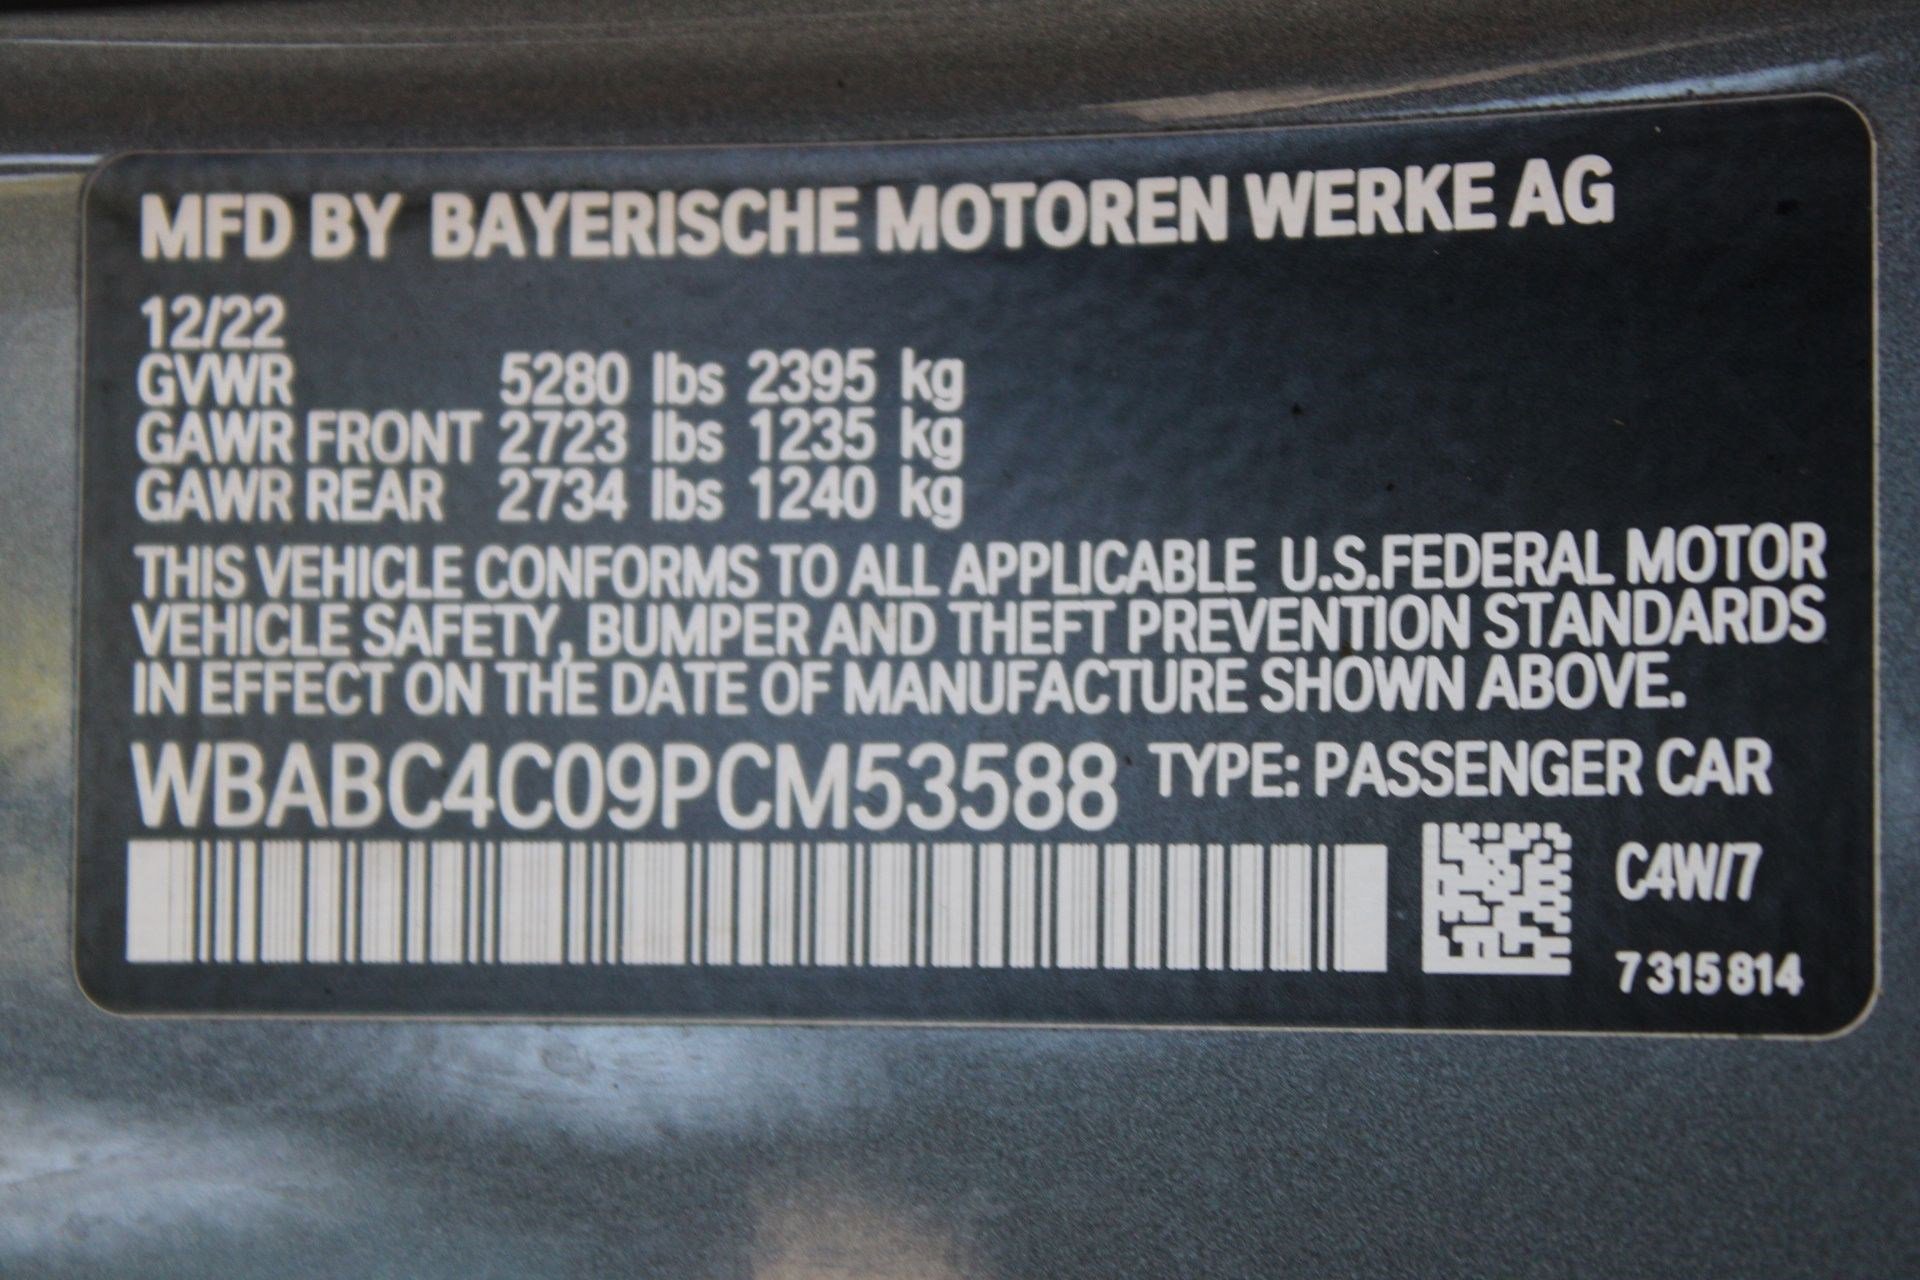 MFD BY BAYERISCHE MOTOREN WERKE AG
12/22
GVWR 5280 lbs 2395 kg
GAWR FRONT 2723 lbs 1235 kg
GAWR REAR 2734 lbs 1240 kg
THIS VEHICLE CONFORMS TO ALL APPLICABLE U.S.FEDERAL MOTOR
VEHICLE SAFETY, BUMPER AND THEFT PREVENTION STANDARDS
IN EFFECT ON THE DATE OF MANUFACTURE SHOWN ABOVE.
WBABC4C09PCM53588 TYPE: PASSENGER CAR
C4W/7
7 315 814